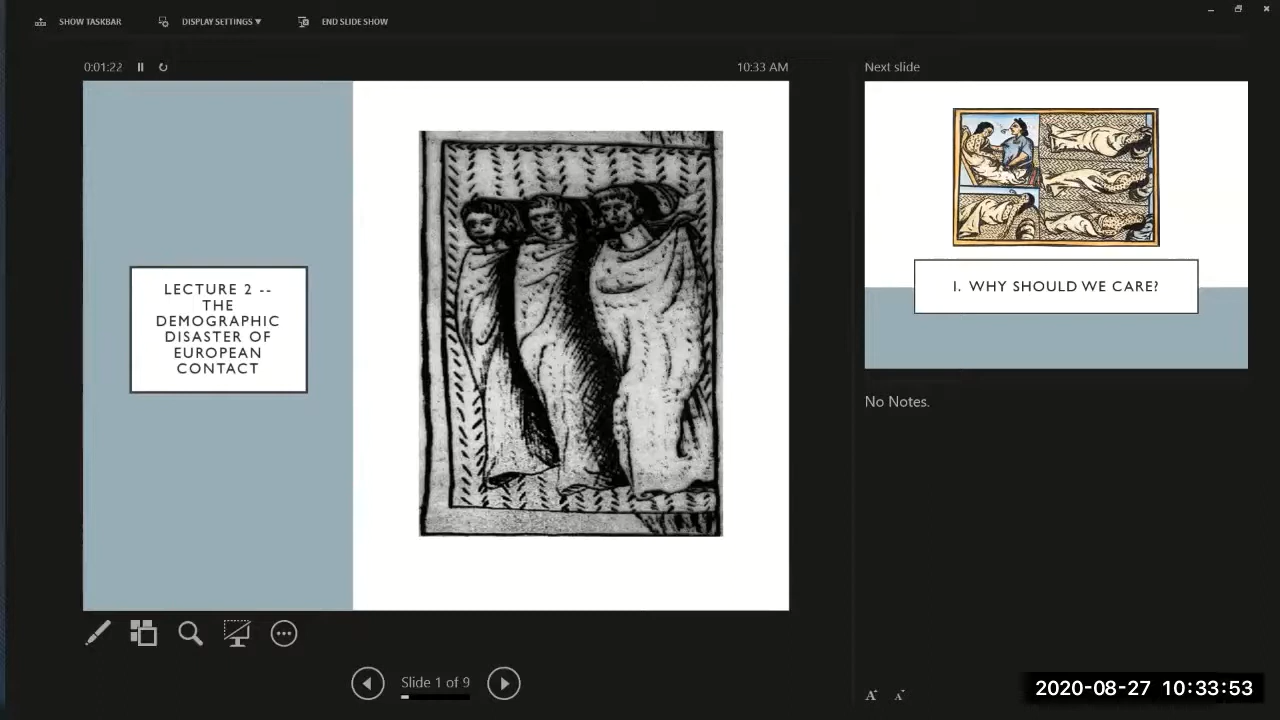 SHOW TASKBAR
DISPLAY SETTINGS ▼
END SLIDE SHOW
0:01:22
10:33 AM
Next slide
LECTURE 2 --
THE
DEMOGRAPHIC
DISASTER OF
EUROPEAN
CONTACT
I. WHY SHOULD WE CARE?
No Notes.
Slide 1 of 9
A A
2020-08-27 10:33:53